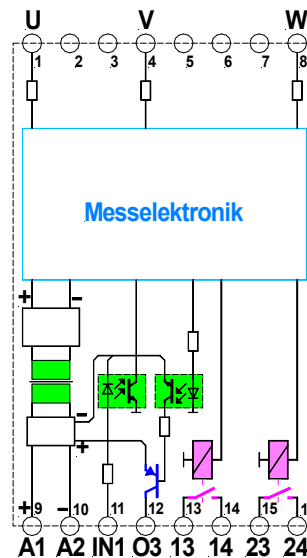 U V W
1 2 3 4 5 6 7 8
Messelektronik
+ -
-
+
+ 9 - 10 11 12 13 14 15 1
A1 A2 IN1 O3 13 14 23 24